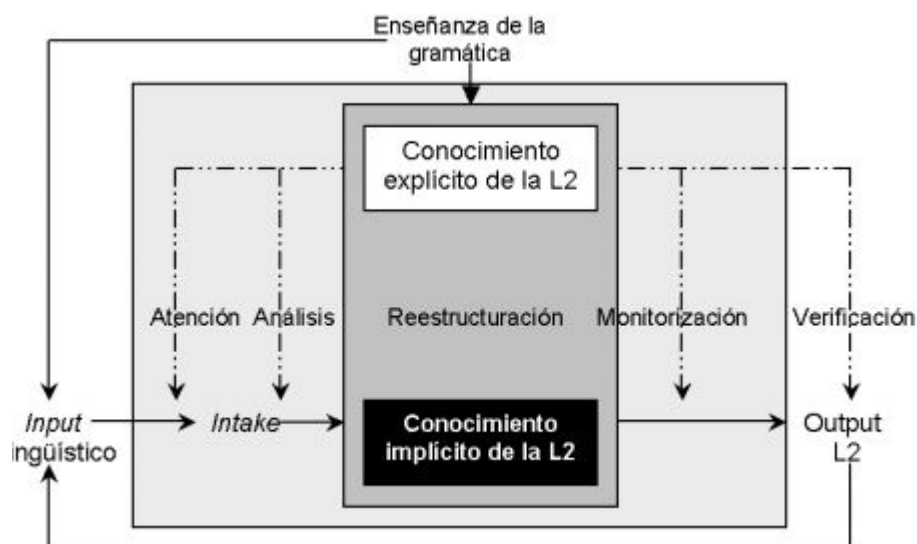 Enseñanza de la
gramática
Conocimiento
explícito de la L2
Atención
Análisis
Reestructuración
Monitorización
Verificación
Input
ingüístico
Intake
Conocimiento
implícito de la L2
Output
L2